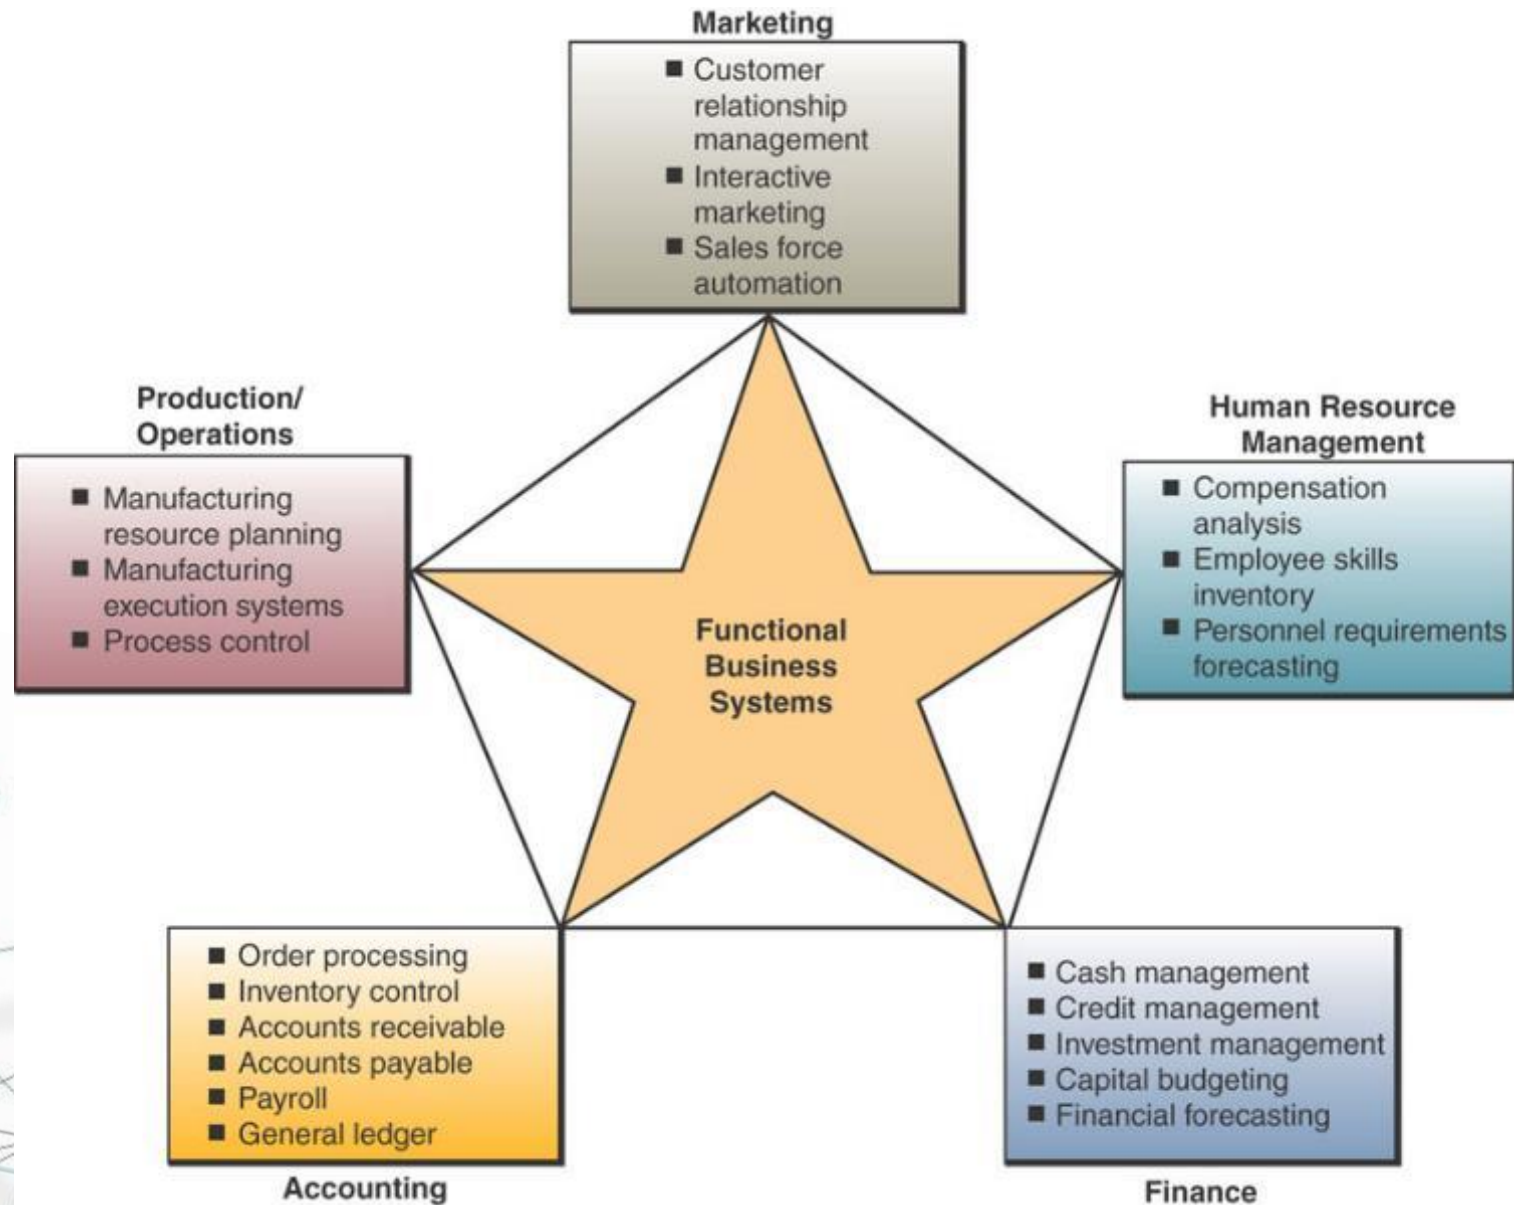 Marketing
■ Customer
relationship
management
■ Interactive
marketing
■ Sales force
automation
Production/
Operations
■ Manufacturing
resource planning
■ Manufacturing
execution systems
■ Process control
Human Resource
Management
■ Compensation
analysis
■ Employee skills
inventory
■ Personnel requirements
forecasting
Functional
Business
Systems
■ Order processing
■ Inventory control
■ Accounts receivable
■ Accounts payable
■ Payroll
■ General ledger
Accounting
■ Cash management
■ Credit management
■ Investment management
■ Capital budgeting
■ Financial forecasting
Finance